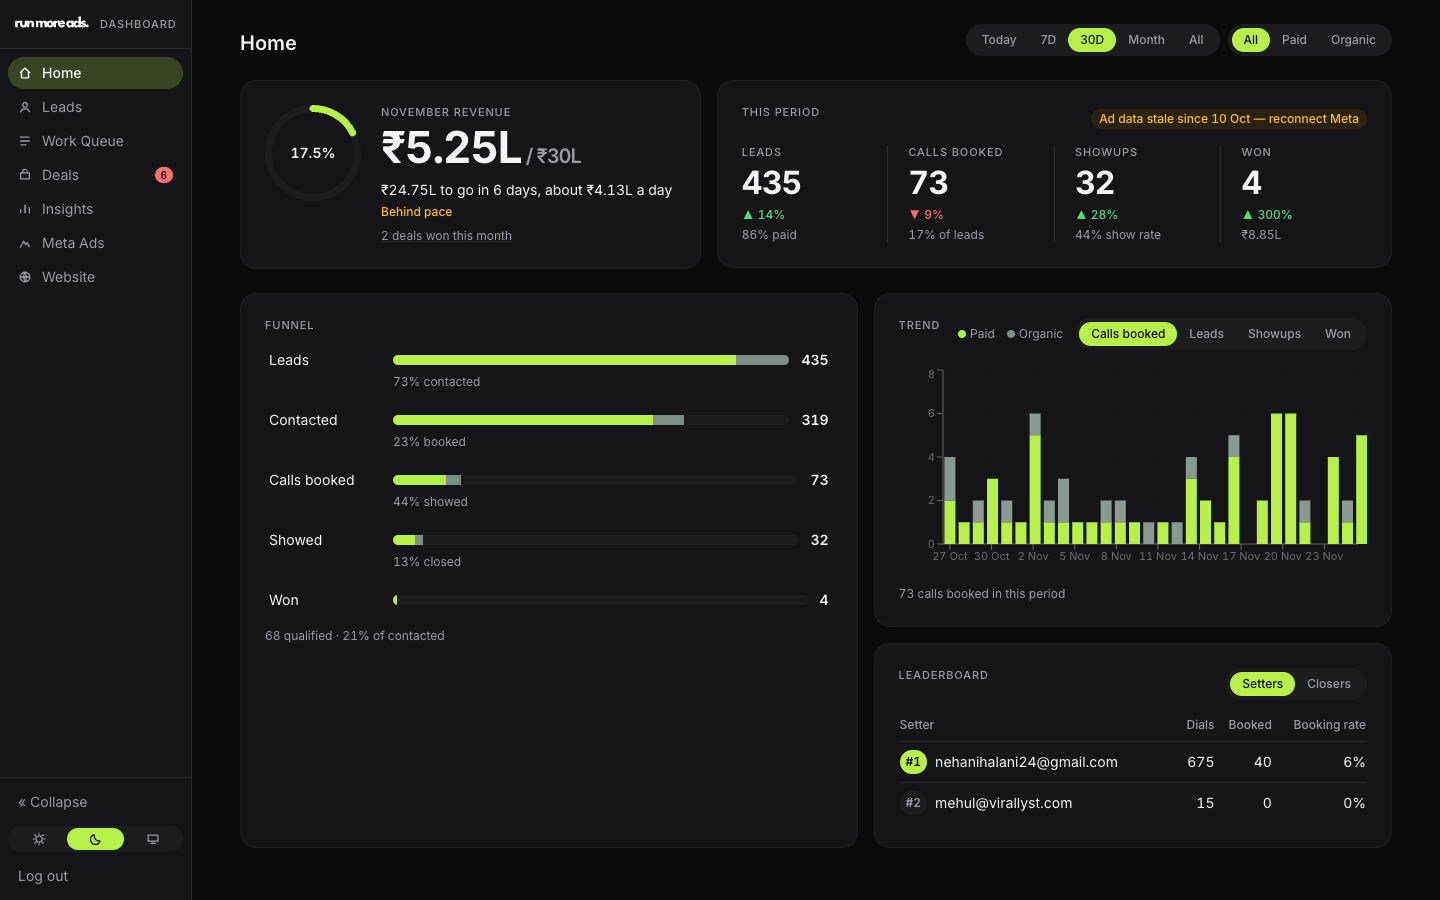 run more ads. DASHBOARD
Home
Leads
Work Queue
Deals 6
Insights
Meta Ads
Website
« Collapse
Log out
Home
Today 7D 30D Month All
All Paid Organic
17.5%
NOVEMBER REVENUE
₹5.25L / ₹30L
₹24.75L to go in 6 days, about ₹4.13L a day
Behind pace
2 deals won this month
THIS PERIOD
Ad data stale since 10 Oct — reconnect Meta
LEADS
435
▲ 14%
86% paid
CALLS BOOKED
73
▼ 9%
17% of leads
SHOWUPS
32
▲ 28%
44% show rate
WON
4
▲ 300%
₹8.85L
FUNNEL
Leads 435
73% contacted
Contacted 319
23% booked
Calls booked 73
44% showed
Showed 32
13% closed
Won 4
68 qualified · 21% of contacted
TREND
Paid Organic
Calls booked Leads Showups Won
8
6
4
2
0
27 Oct 30 Oct 2 Nov 5 Nov 8 Nov 11 Nov 14 Nov 17 Nov 20 Nov 23 Nov
73 calls booked in this period
LEADERBOARD
Setters Closers
Setter Dials Booked Booking rate
#1 nehanihalani24@gmail.com 675 40 6%
#2 mehul@virallyst.com 15 0 0%